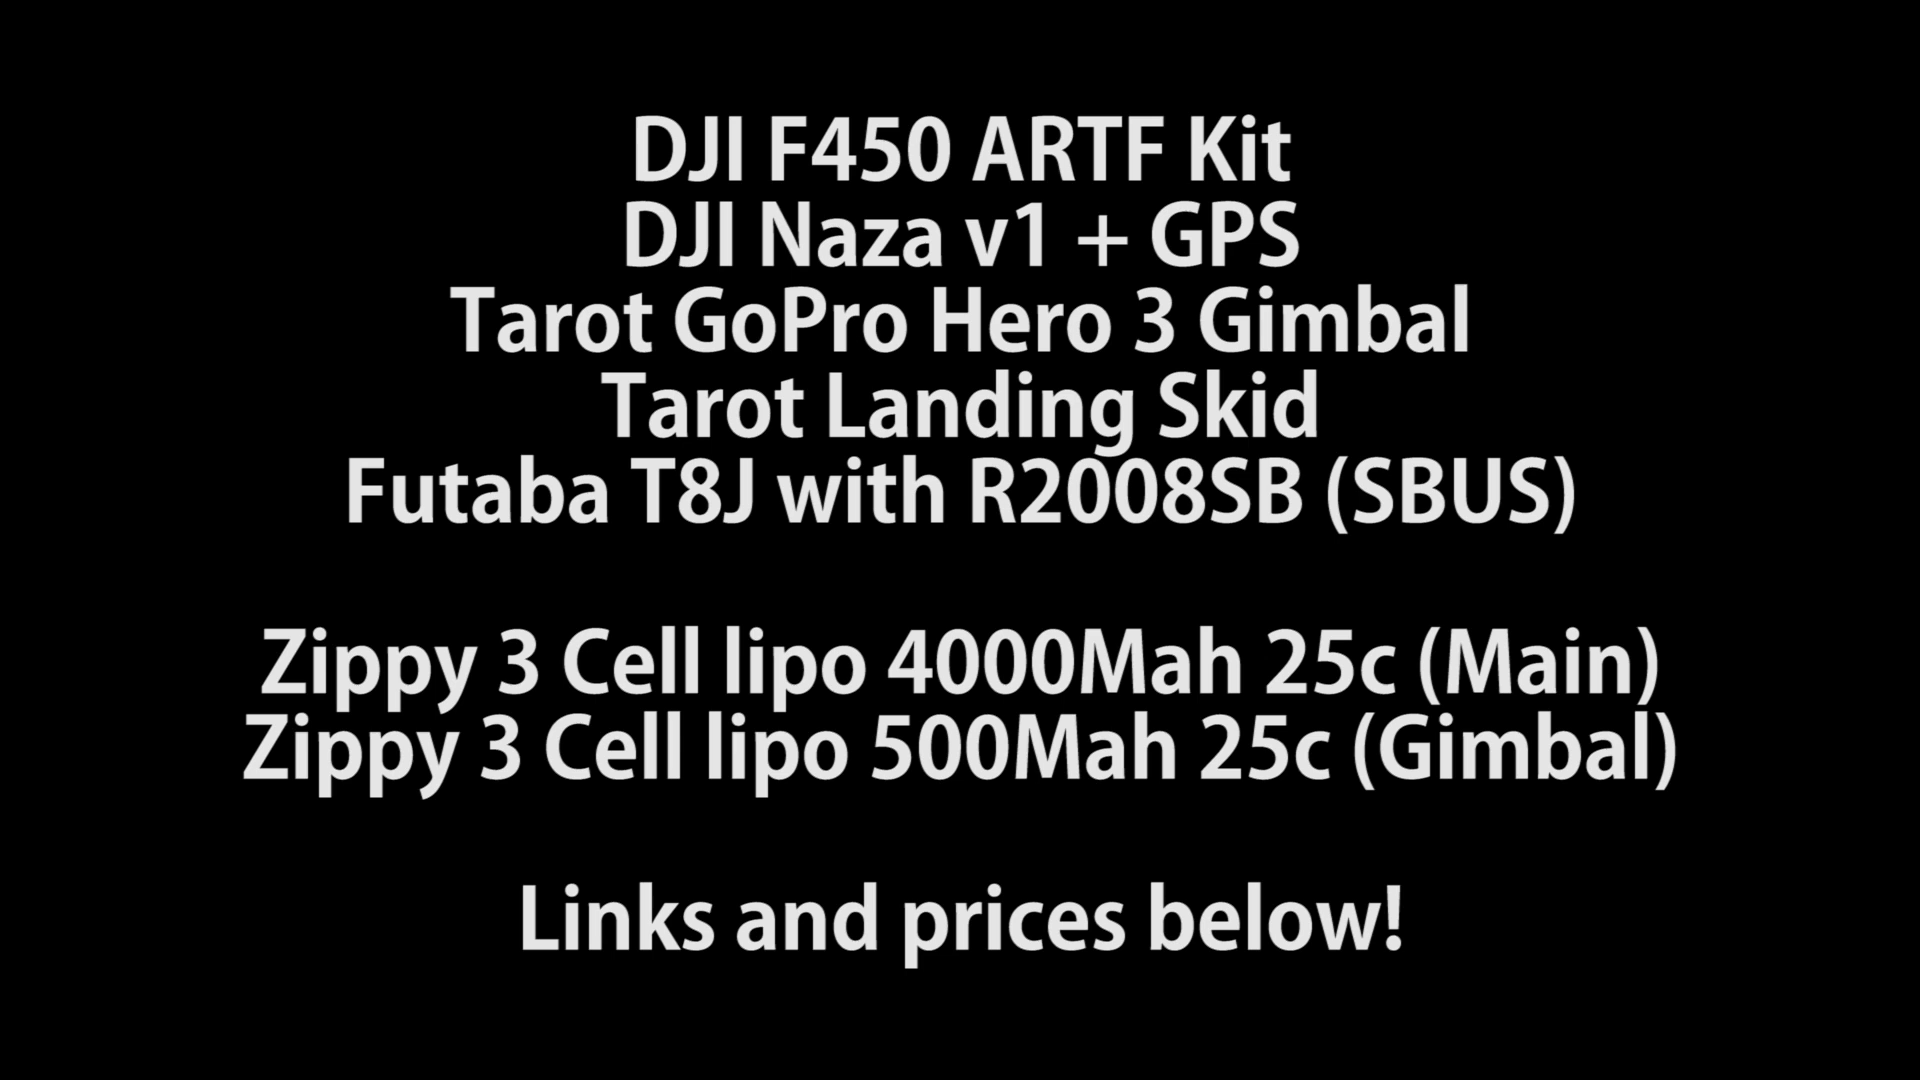 DJI F450 ARTF Kit
DJI Naza v1 + GPS
Tarot GoPro Hero 3 Gimbal
Tarot Landing Skid
Futaba T8J with R2008SB (SBUS)
Zippy 3 Cell lipo 4000Mah 25c (Main)
Zippy 3 Cell lipo 500Mah 25c (Gimbal)
Links and prices below!